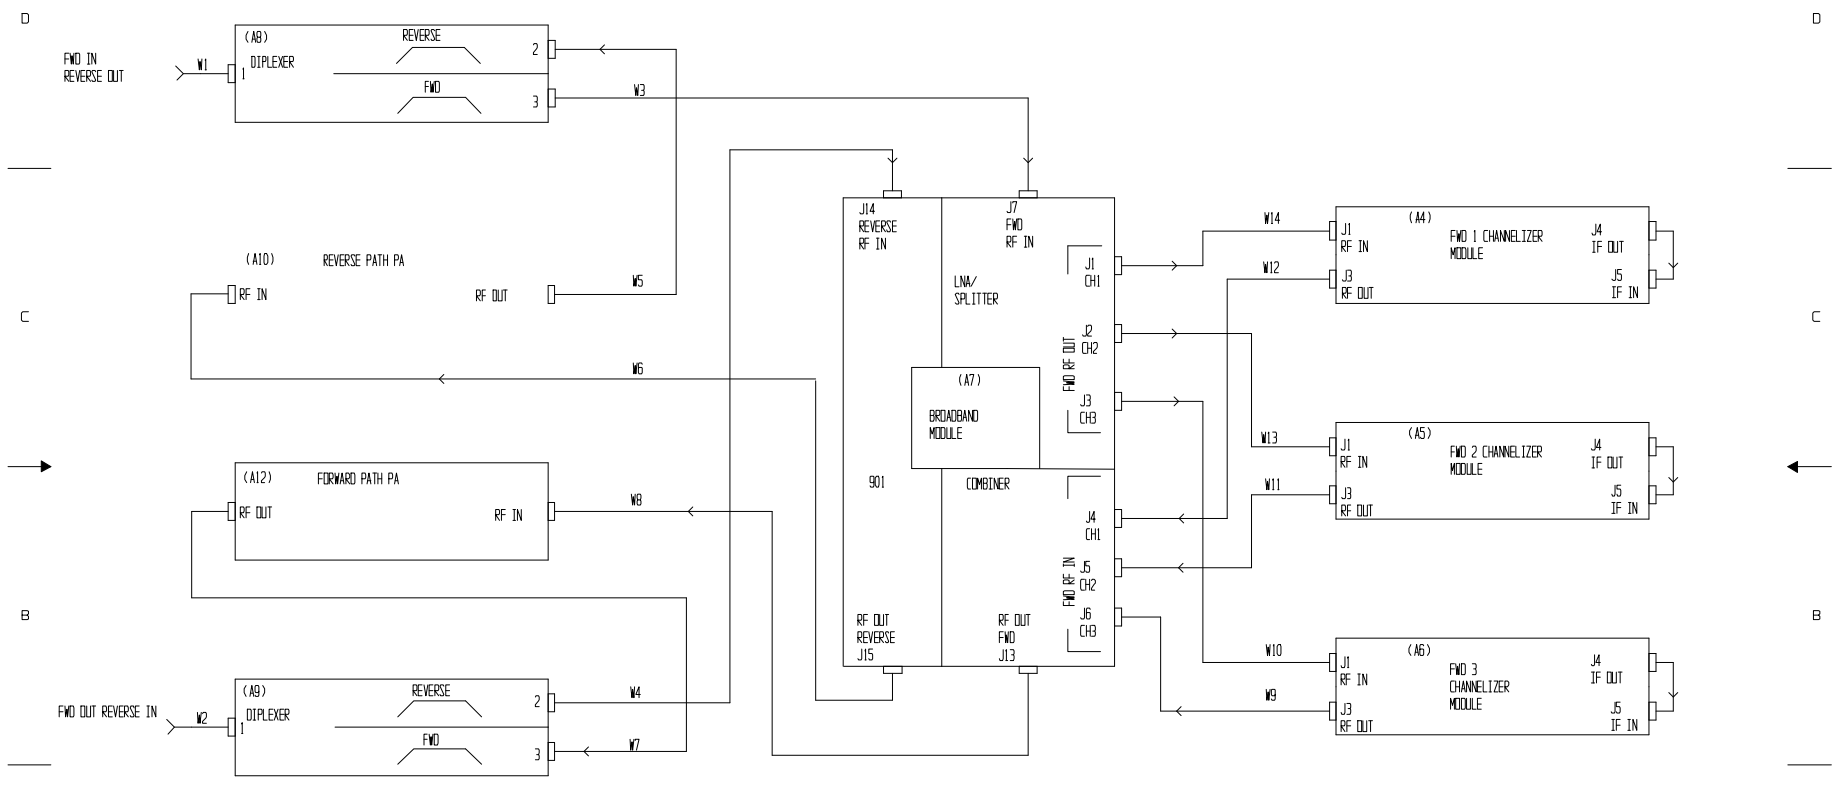 D
D
FWD IN
REVERSE OUT
W1
(A8)
DIPLEXER
1
REVERSE
2
FWD
3
W3
W5
(A10)
REVERSE PATH PA
RF IN
RF OUT
C
C
W6
(A12)
FORWARD PATH PA
RF OUT
RF IN
W8
B
B
FWD OUT REVERSE IN
W2
(A9)
DIPLEXER
1
REVERSE
2
FWD
3
W4
W7
J14
REVERSE
RF IN
J7
FWD
RF IN
LNA/
SPLITTER
J1
CH1
J2
CH2
FWD RF OUT
J3
CH3
(A7)
BROADBAND
MODULE
901
COMBINER
J4
CH1
FWD RF IN
J5
CH2
J6
CH3
RF OUT
REVERSE
J15
RF OUT
FWD
J13
W14
W12
(A4)
J1
RF IN
J3
RF OUT
FWD 1 CHANNELIZER
MODULE
J4
IF OUT
J5
IF IN
W13
W11
(A5)
J1
RF IN
J3
RF OUT
FWD 2 CHANNELIZER
MODULE
J4
IF OUT
J5
IF IN
W10
W9
(A6)
J1
RF IN
J3
RF OUT
FWD 3
CHANNELIZER
MODULE
J4
IF OUT
J5
IF IN